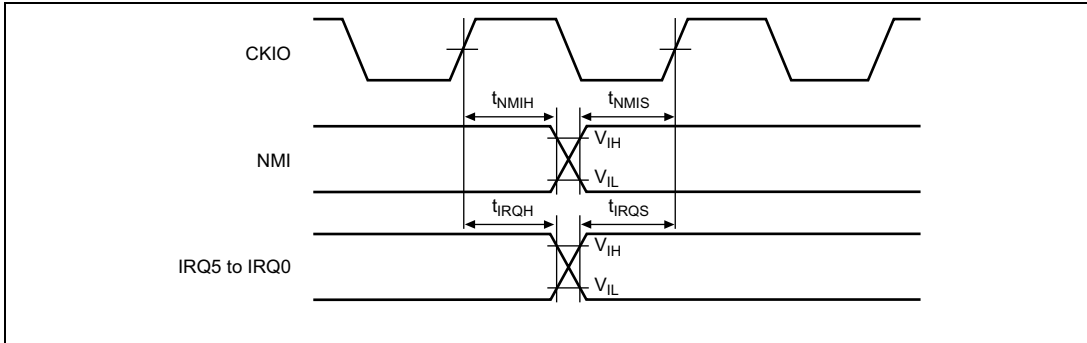 CKIO
tNMIH tNMIS
VIH
NMI
VIL
tIRQH tIRQS
VIH
IRQ5 to IRQ0
VIL